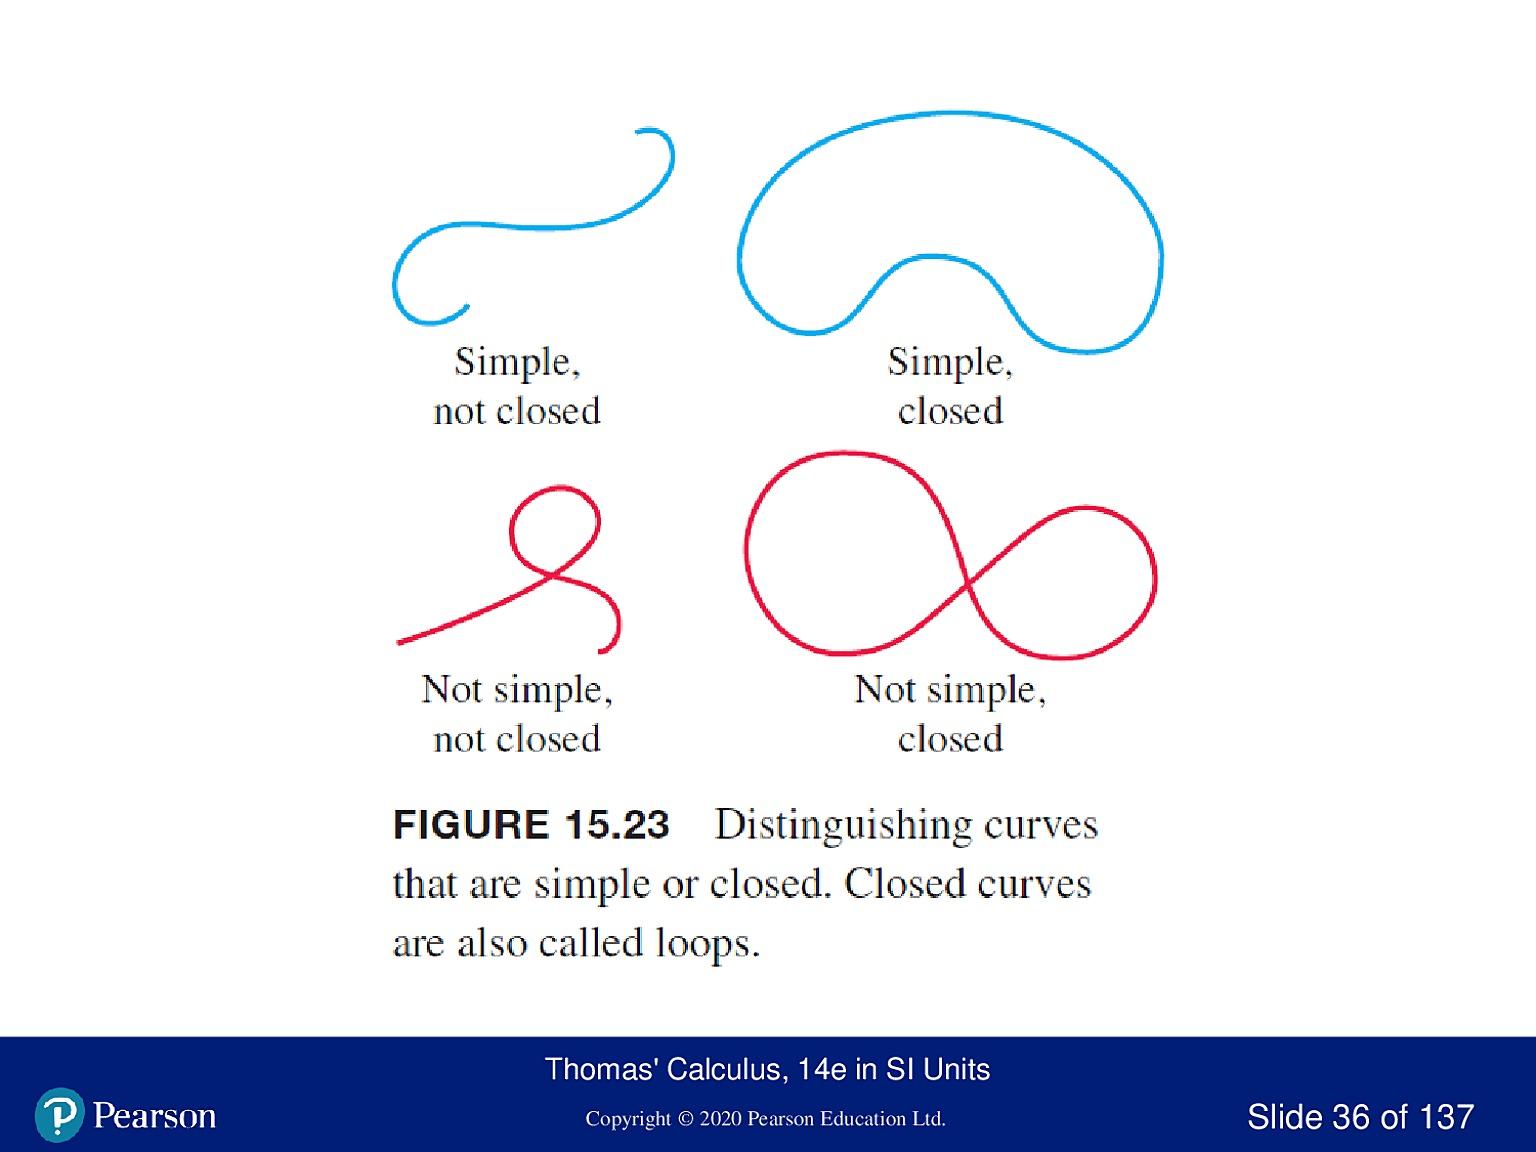 Simple,
not closed
Simple,
closed
Not simple,
not closed
Not simple,
closed
FIGURE 15.23 Distinguishing curves
that are simple or closed. Closed curves
are also called loops.
Thomas' Calculus, 14e in SI Units
Pearson
Copyright © 2020 Pearson Education Ltd.
Slide 36 of 137